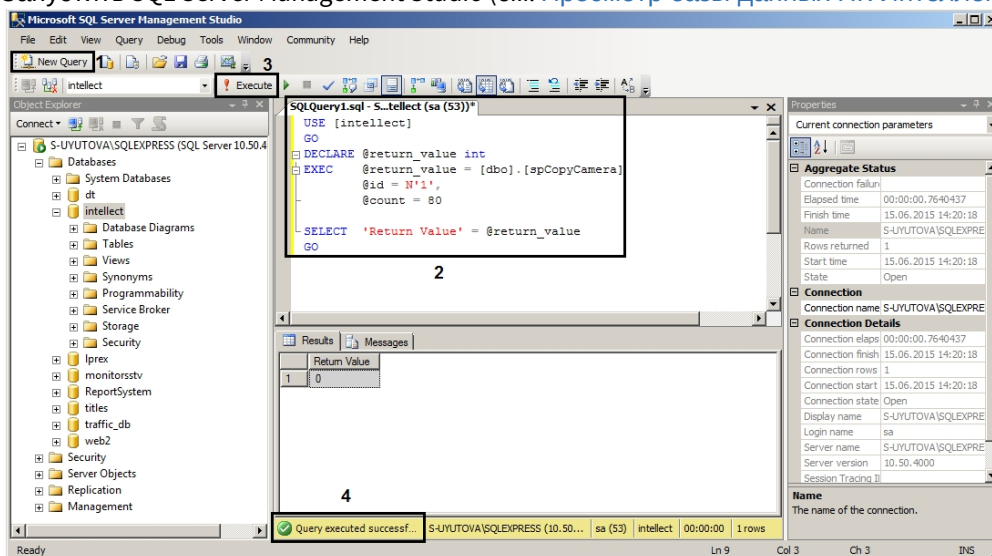 Microsoft SQL Server Management Studio
File Edit View Query Debug Tools Window Community Help
New Query 1
3
intellect Execute
Object Explorer
Connect
S-UYUTOVA\SQLEXPRESS (SQL Server 10.50.4
Databases
System Databases
dt
intellect
Database Diagrams
Tables
Views
Synonyms
Programmability
Service Broker
Storage
Security
lprex
monitorsstv
ReportSystem
titles
traffic_db
web2
Security
Server Objects
Replication
Management
SQLQuery1.sql - S...tellect (sa (53))*
USE [intellect]
GO
DECLARE @return_value int
EXEC @return_value = [dbo].[spCopyCamera]
@id = N'1',
@count = 80
SELECT 'Return Value' = @return_value
GO
2
Results Messages
Return Value
1 0
4
Query executed successf... S-UYUTOVA\SQLEXPRESS (10.50... sa (53) intellect 00:00:00 1 rows
Properties
Current connection parameters
Aggregate Status
Connection failur
Elapsed time 00:00:00.7640437
Finish time 15.06.2015 14:20:18
Name S-UYUTOVA\SQLEXPRE
Rows returned 1
Start time 15.06.2015 14:20:18
State Open
Connection
Connection name S-UYUTOVA\SQLEXPRE
Connection Details
Connection elaps 00:00:00.7640437
Connection finish 15.06.2015 14:20:18
Connection rows 1
Connection start 15.06.2015 14:20:18
Connection state Open
Display name S-UYUTOVA\SQLEXPRE
Login name sa
Server name S-UYUTOVA\SQLEXPRE
Server version 10.50.4000
Session Tracing II
Name
The name of the connection.
Ready Ln 9 Col 3 Ch 3 INS